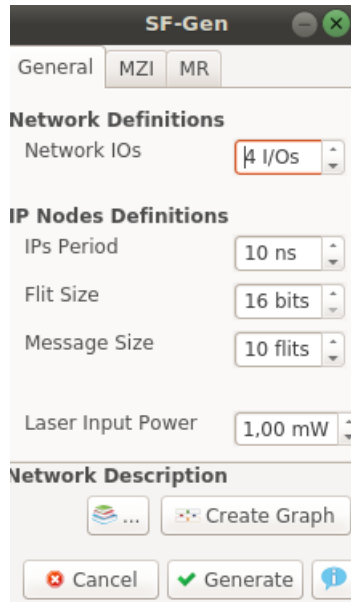 SF-Gen
General MZI MR
Network Definitions
Network IOs 4 I/Os
IP Nodes Definitions
IPs Period 10 ns
Flit Size 16 bits
Message Size 10 flits
Laser Input Power 1,00 mW
Network Description
... Create Graph
Cancel Generate